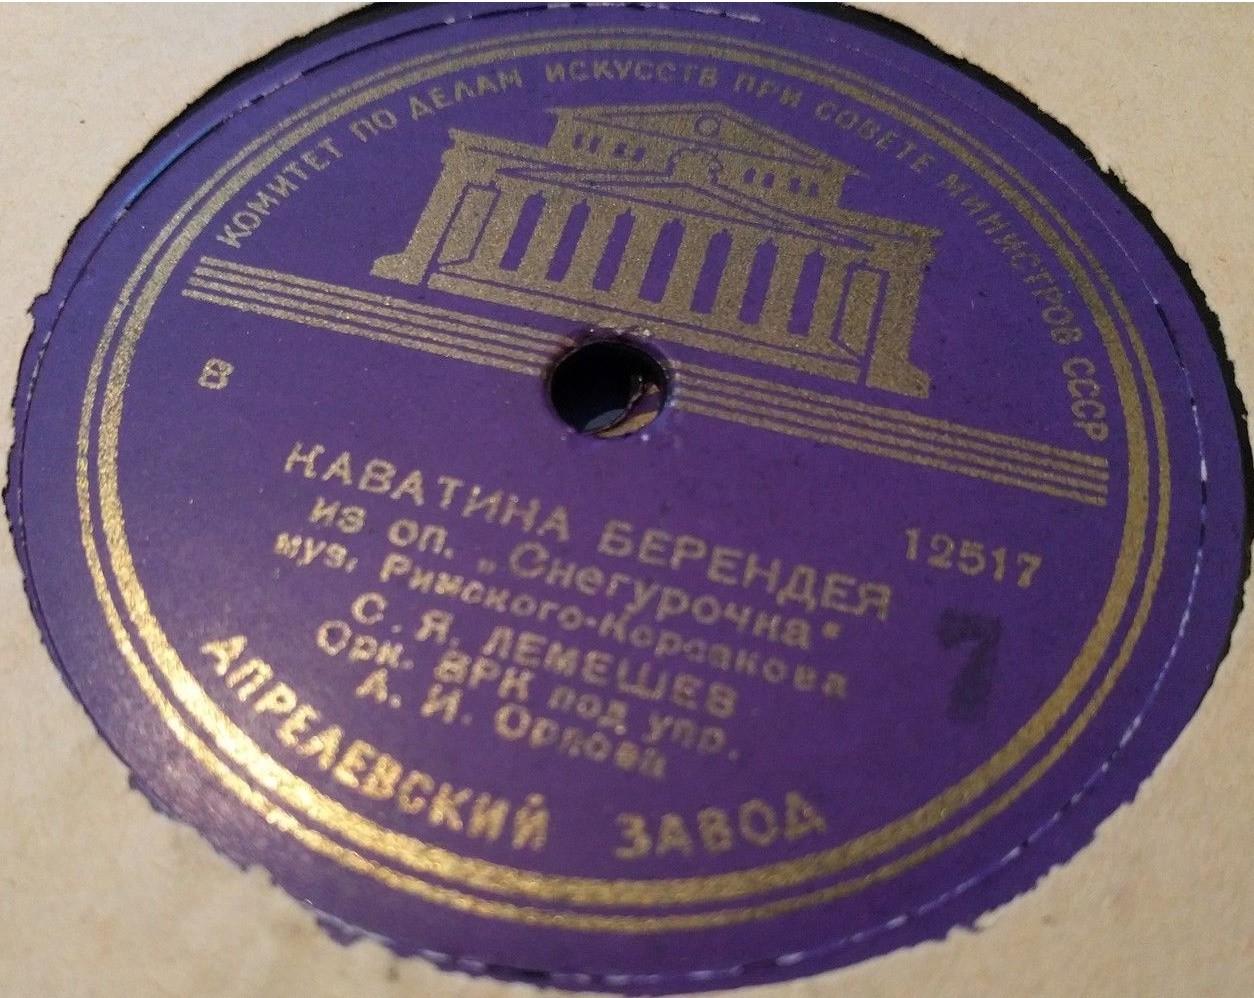 КОМИТЕТ ПО ДЕЛАМ ИСКУССТВ ПРИ СОВЕТЕ МИНИСТРОВ СССР
В
12517
КАВАТИНА БЕРЕНДЕЯ
из оп. „Снегурочка"
муз. Римского-Корсакова
7
С. Я. ЛЕМЕШЕВ
Орк. ВРК под упр.
А. И. Орлова
АПРЕЛЕВСКИЙ ЗАВОД